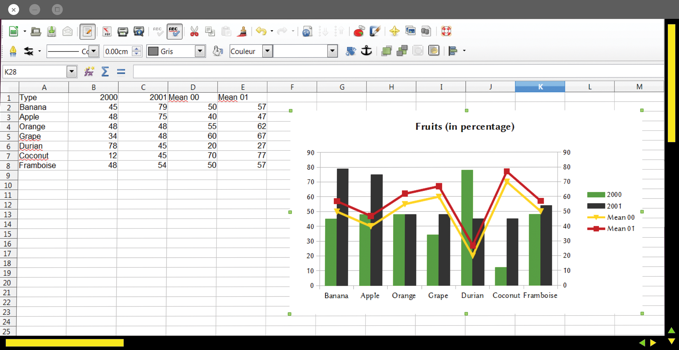 0.00cm Gris Couleur
K28
A B C D E F G H I J K L M
1 Type 2000 2001 Mean 00 Mean 01
2 Banana 45 79 50 57
3 Apple 48 75 40 47
4 Orange 48 48 55 62
5 Grape 34 48 60 67
6 Durian 78 45 20 27
7 Coconut 12 45 70 77
8 Framboise 48 54 50 57
9
10
11
12
13
14
15
16
17
18
19
20
21
22
23
24
25
Fruits (in percentage)
90 90
80 80
70 70
60 60
50 50
40 40
30 30
20 20
10 10
0 0
Banana Apple Orange Grape Durian Coconut Framboise
2000
2001
Mean 00
Mean 01